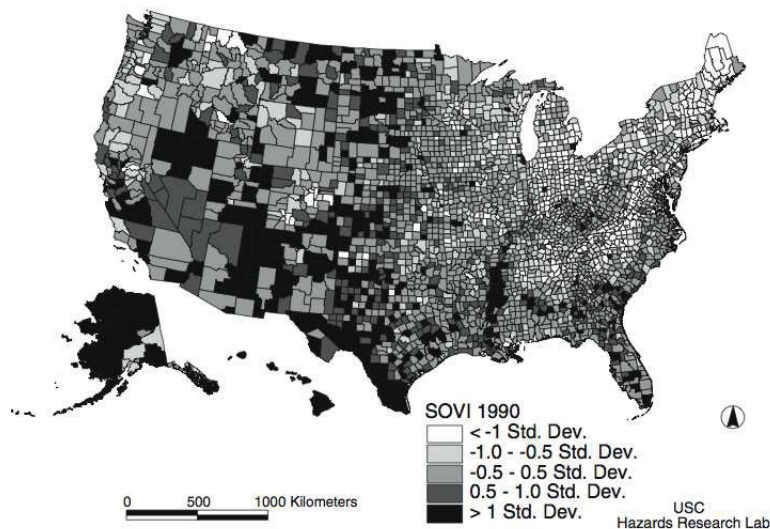 SOVI 1990
< -1 Std. Dev.
-1.0 - -0.5 Std. Dev.
-0.5 - 0.5 Std. Dev.
0.5 - 1.0 Std. Dev.
> 1 Std. Dev.
0 500 1000 Kilometers
USC
Hazards Research Lab